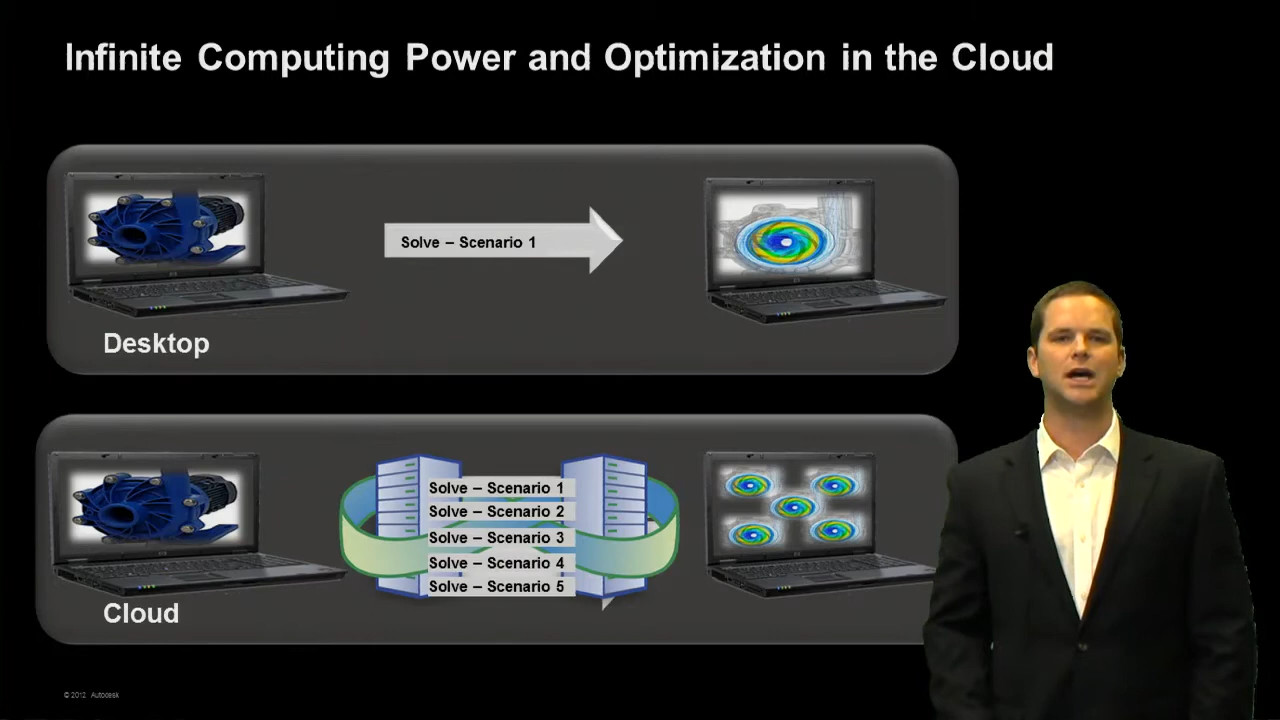 Infinite Computing Power and Optimization in the Cloud
Solve – Scenario 1
Desktop
Solve – Scenario 1
Solve – Scenario 2
Solve – Scenario 3
Solve – Scenario 4
Solve – Scenario 5
Cloud
© 2012 Autodesk